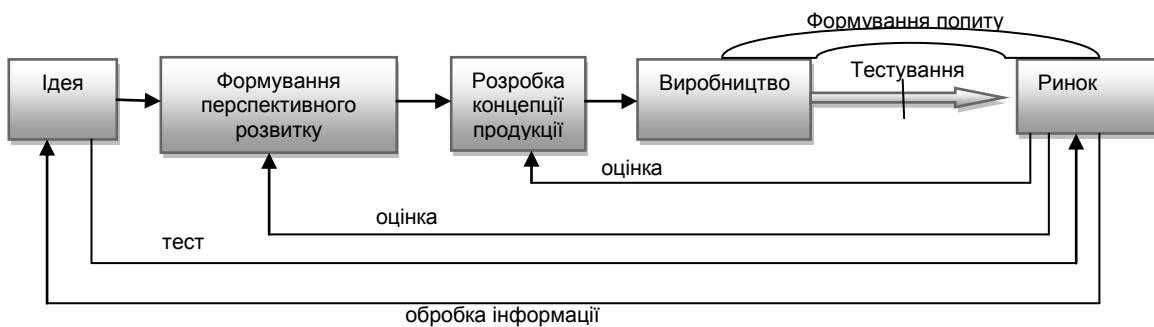 Формування попиту
Ідея
Формування
перспективного
розвитку
Розробка
концепції
продукції
Виробництво
Тестування
Ринок
оцінка
оцінка
тест
обробка інформації